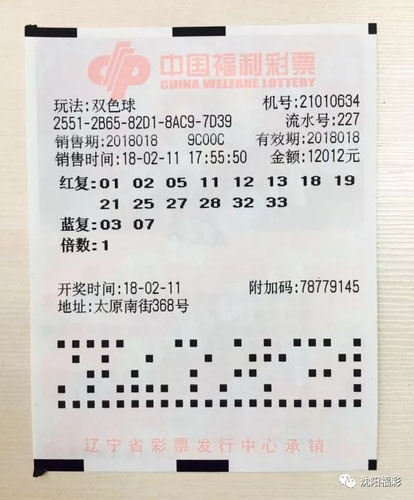 中国福利彩票
CHINA WELFARE LOTTERY
玩法:双色球 机号:21010634
2551-2B65-82D1-8AC9-7D39 流水号:227
销售期:2018018 9C00C 有效期:2018018
销售时间:18-02-11 17:55:50 金额:12012元
红复:01 02 05 11 12 13 18 19
21 25 27 28 32 33
蓝复:03 07
倍数:1
开奖时间:18-02-11 附加码:78779145
地址:太原南街368号
辽宁省彩票发行中心承销
沈阳福彩